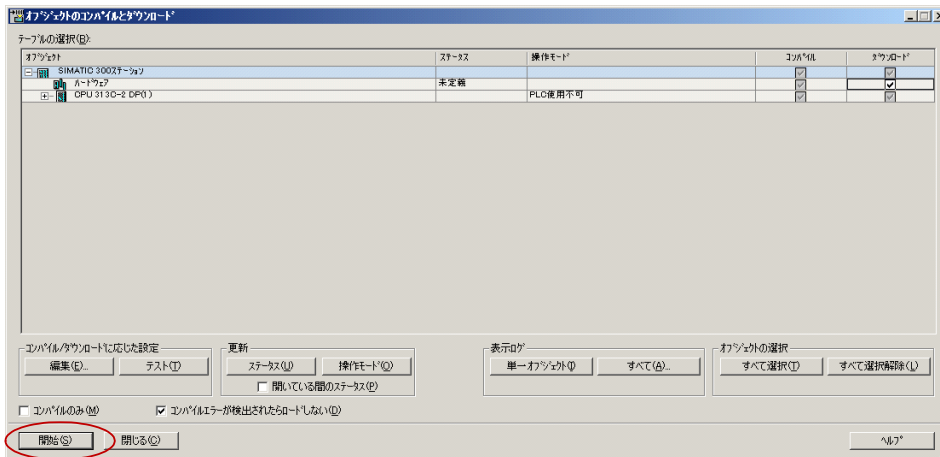 ｵﾌﾞｼﾞｪｸﾄのｺﾝﾊﾟｲﾙとﾀﾞｳﾝﾛｰﾄﾞ
ﾃｰﾌﾞﾙの選択(B):
ｵﾌﾞｼﾞｪｸﾄ ｽﾃｰﾀｽ 操作ﾓｰﾄﾞ ｺﾝﾊﾟｲﾙ ﾀﾞｳﾝﾛｰﾄﾞ
SIMATIC 300ｽﾃｰｼｮﾝ
ﾊｰﾄﾞｳｪｱ 未定義
CPU 313C-2 DP(1) PLC使用不可
ｺﾝﾊﾟｲﾙ/ﾀﾞｳﾝﾛｰﾄﾞに応じた設定 更新 表示ﾛｸﾞ ｵﾌﾞｼﾞｪｸﾄの選択
編集(E)... ﾃｽﾄ(T) ｽﾃｰﾀｽ(U) 操作ﾓｰﾄﾞ(O) 単一ｵﾌﾞｼﾞｪｸﾄ(I) すべて(A)... すべて選択(T) すべて選択解除(L)
開いている間のｽﾃｰﾀｽ(P)
ｺﾝﾊﾟｲﾙのみ(M) ｺﾝﾊﾟｲﾙｴﾗｰが検出されたらﾛｰﾄﾞしない(D)
開始(S) 閉じる(C) ﾍﾙﾌﾟ